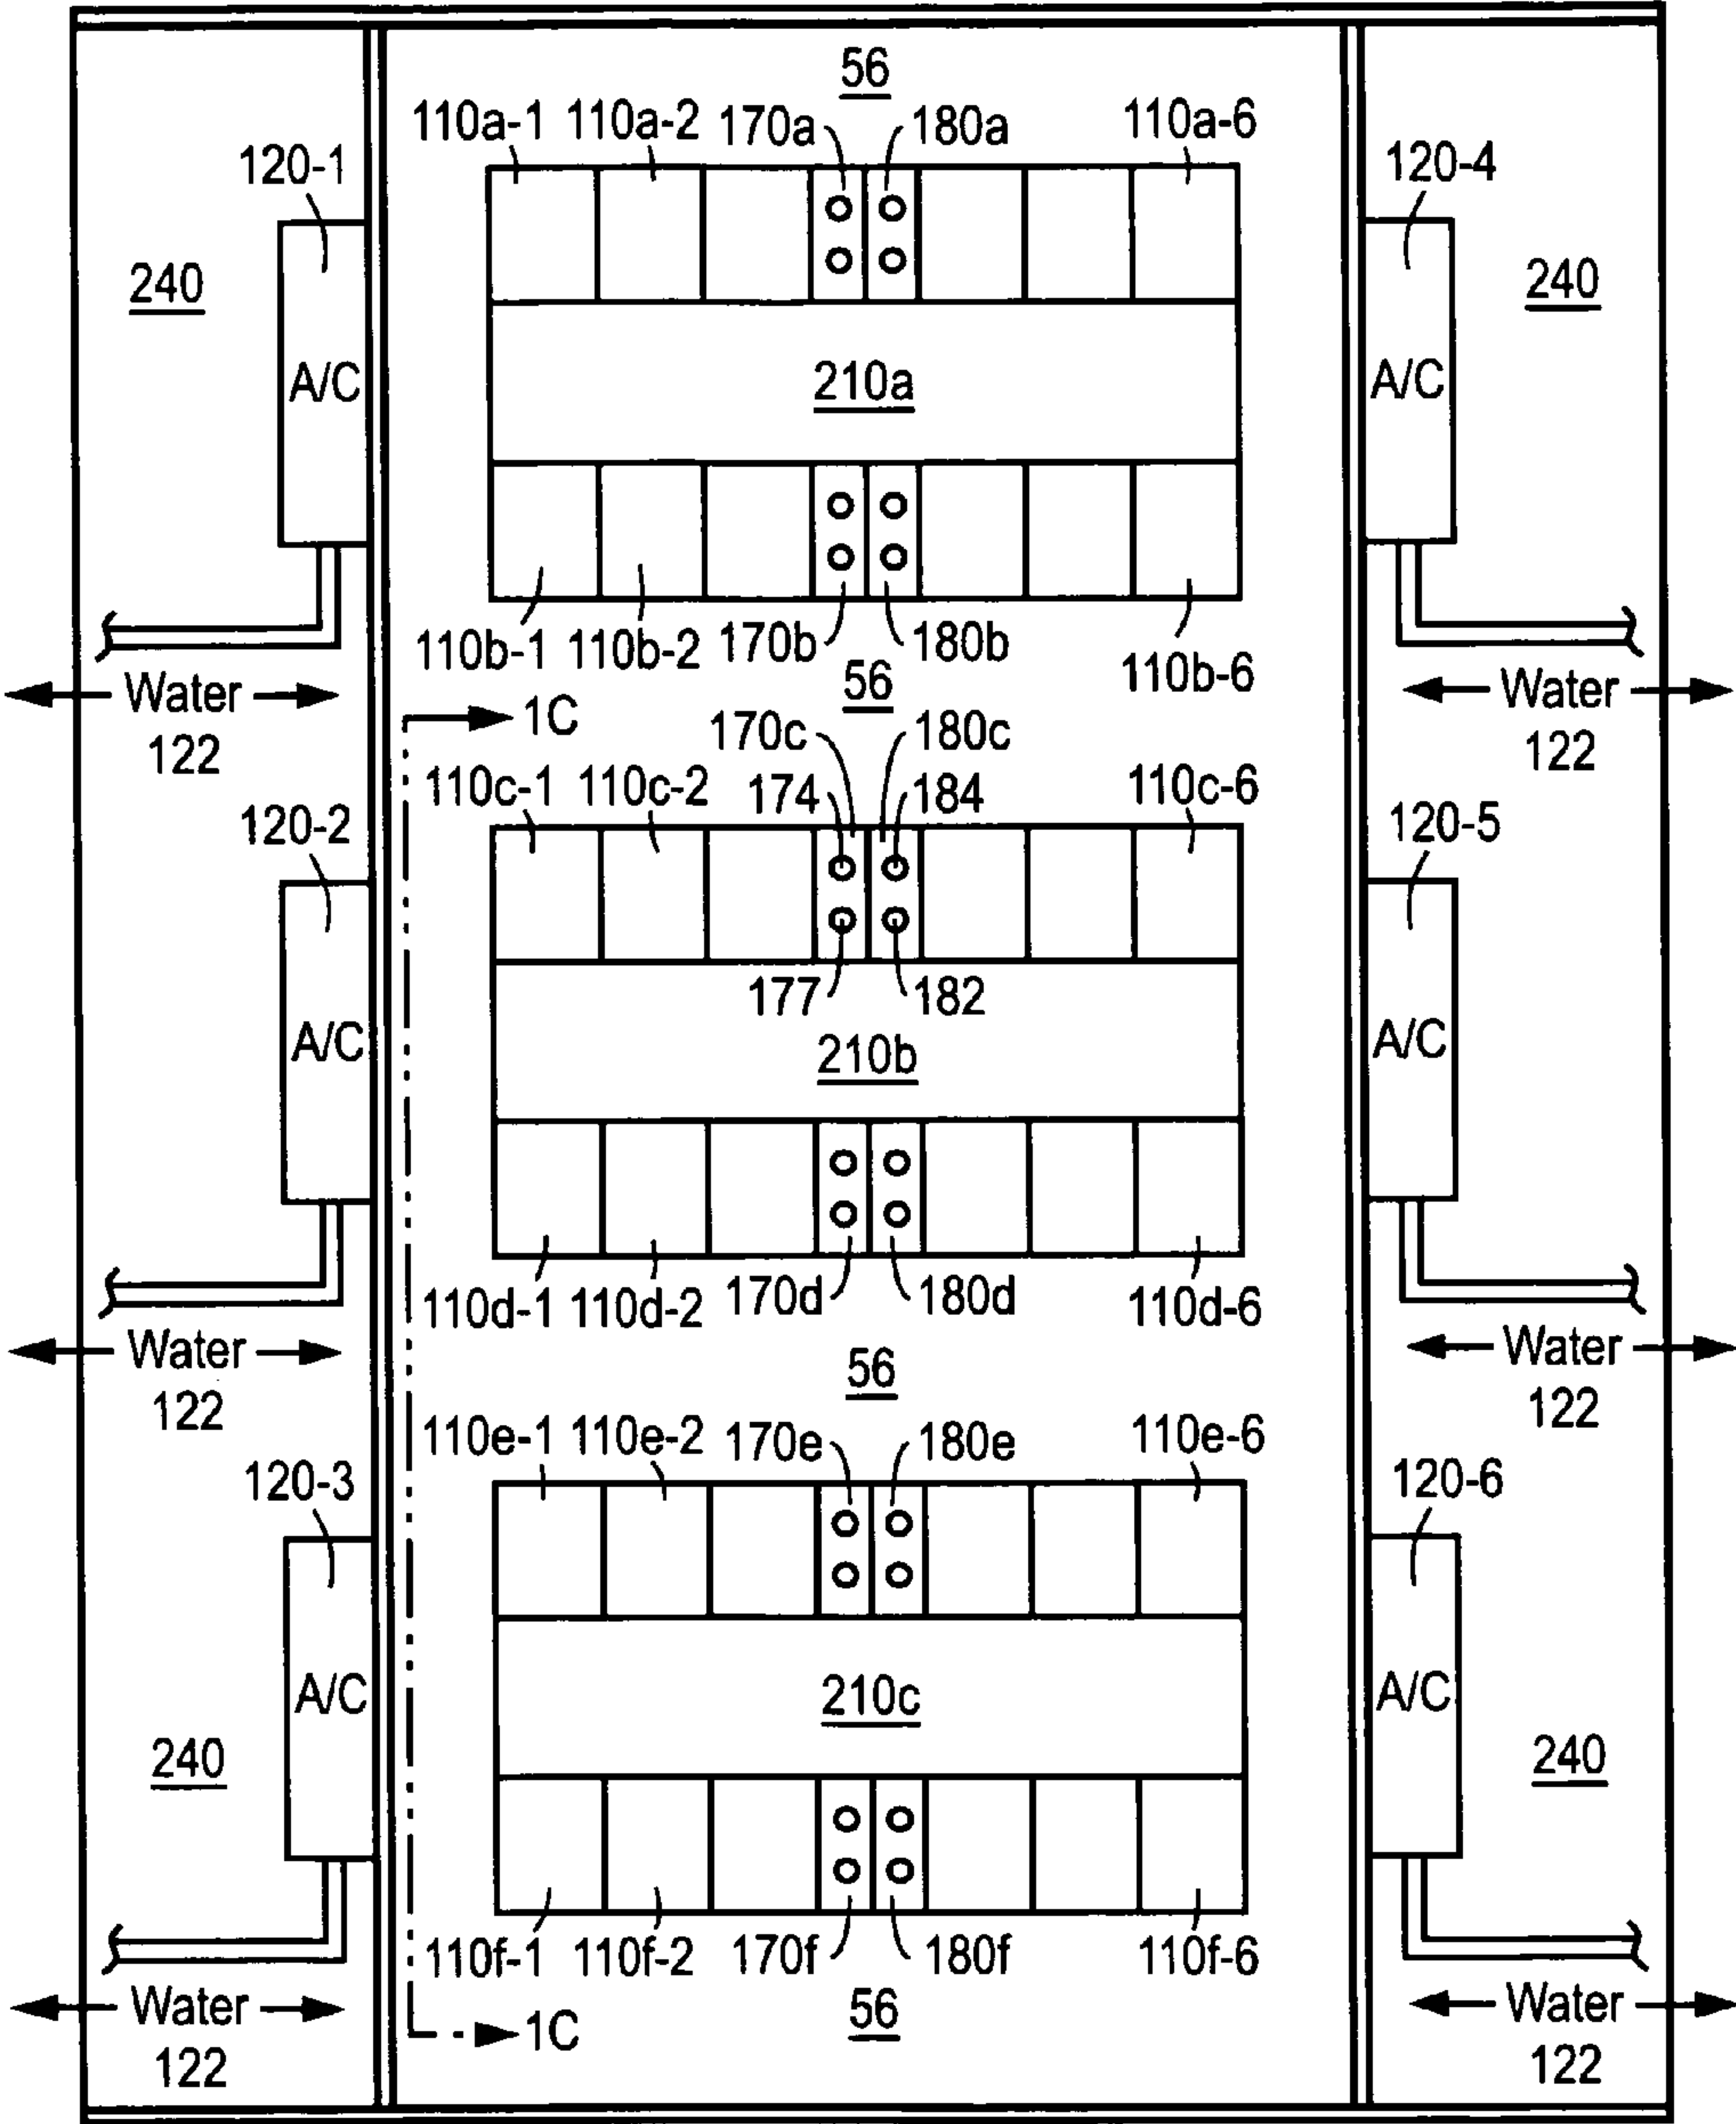 56
110a-1 110a-2 170a 180a 110a-6
120-1
120-4
240
240
A/C
A/C
210a
110b-1 110b-2 170b 180b 110b-6
56
Water
122
Water
122
1C
170c 180c
110c-1 110c-2 174 184 110c-6
120-2
120-5
177 182
A/C
A/C
210b
110d-1 110d-2 170d 180d 110d-6
Water
122
Water
122
56
110e-1 110e-2 170e 180e 110e-6
120-3
120-6
A/C
A/C
210c
240
240
110f-1 110f-2 170f 180f 110f-6
Water
122
Water
122
56
1C